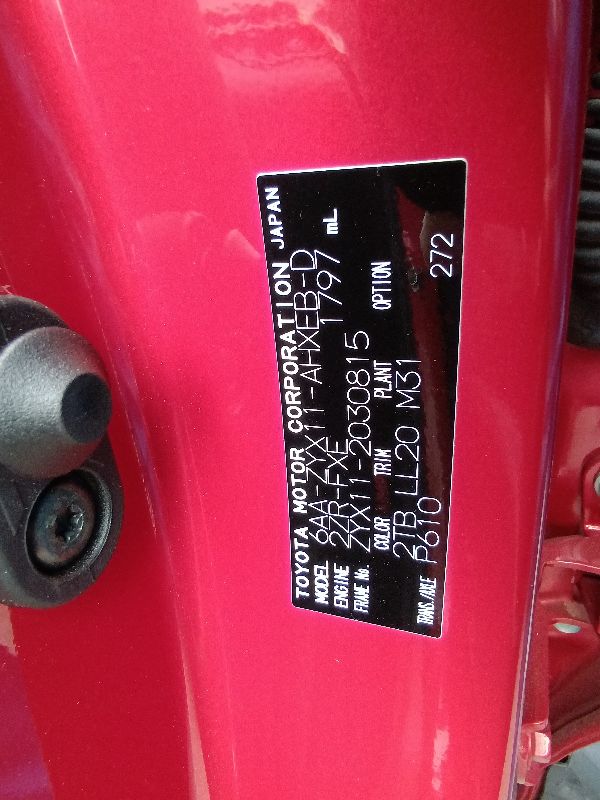 TOYOTA MOTOR CORPORATION JAPAN
MODEL 6AA-ZYX11-AHXEB-D
ENGINE 2ZR-FXE 1797 mL
FRAME No. ZYX11-2030815
COLOR TRIM PLANT OPTION
2TB LL20 M31
TRANS./AXLE P610 272